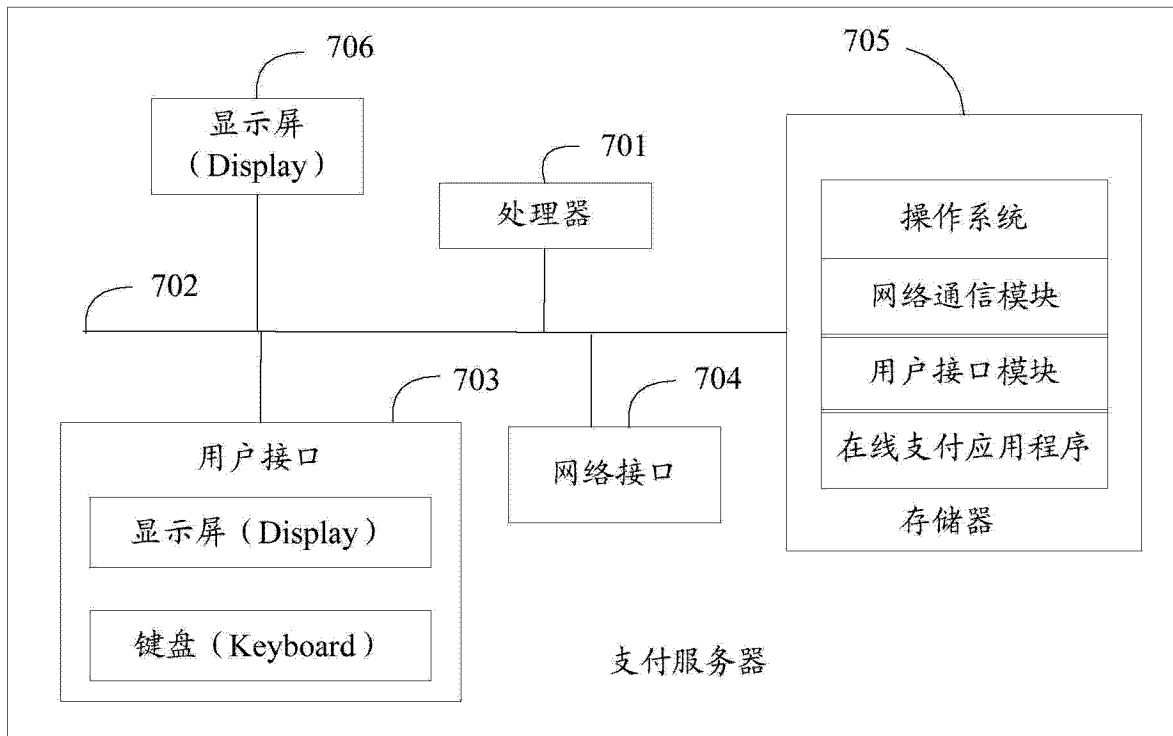 706
显示屏
（Display）
705
701
处理器
操作系统
网络通信模块
用户接口模块
在线支付应用程序
存储器
702
703
用户接口
显示屏（Display）
键盘（Keyboard）
704
网络接口
支付服务器